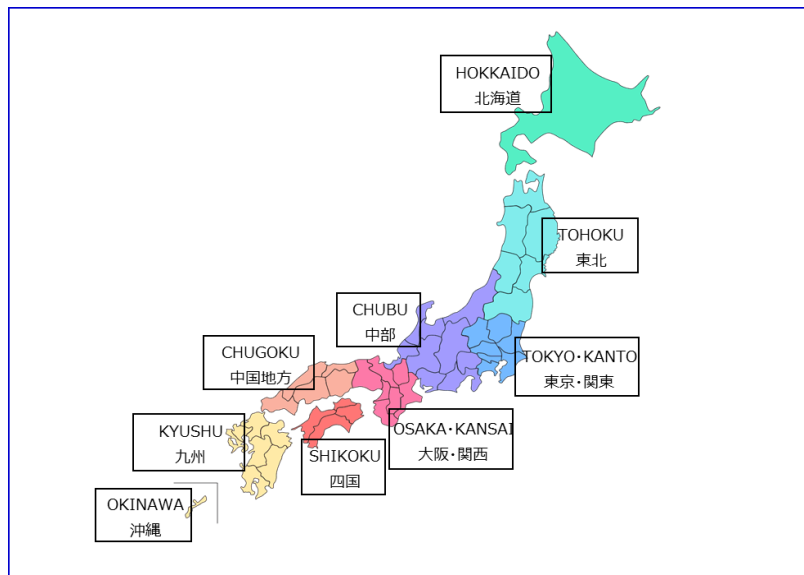 HOKKAIDO
北海道
TOHOKU
東北
CHUBU
中部
CHUGOKU
中国地方
TOKYO・KANTO
東京・関東
KYUSHU
九州
OSAKA・KANSAI
大阪・関西
SHIKOKU
四国
OKINAWA
沖縄